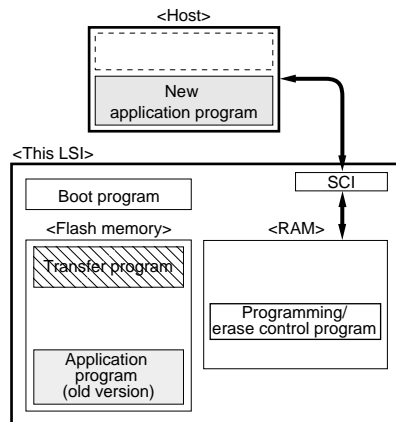 <Host>
New
application program
<This LSI>
SCI
Boot program
<Flash memory>
<RAM>
Transfer program
Programming/
erase control program
Application
program
(old version)